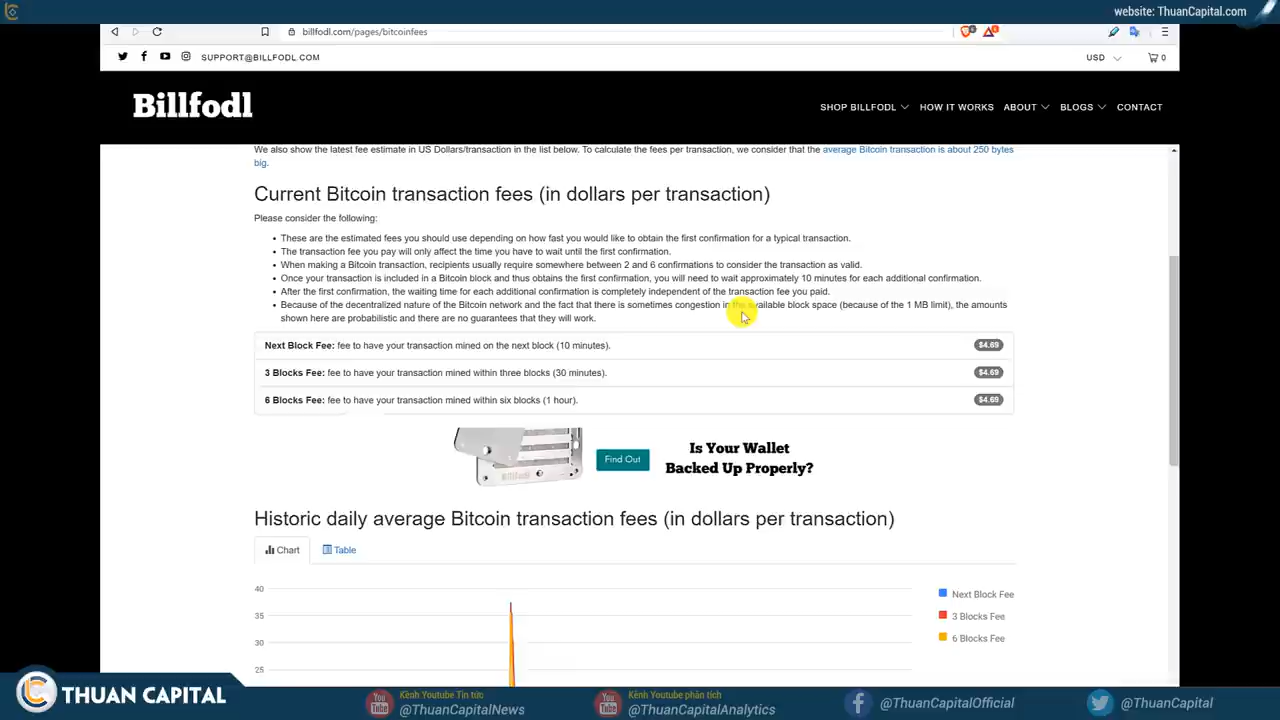 website: ThuanCapital.com
billfodl.com/pages/bitcoinfees
SUPPORT@BILLFODL.COM
USD
0
Billfodl
SHOP BILLFODL
HOW IT WORKS
ABOUT
BLOGS
CONTACT
We also show the latest fee estimate in US Dollars/transaction in the list below. To calculate the fees per transaction, we consider that the average Bitcoin transaction is about 250 bytes
big.
Current Bitcoin transaction fees (in dollars per transaction)
Please consider the following:
• These are the estimated fees you should use depending on how fast you would like to obtain the first confirmation for a typical transaction.
• The transaction fee you pay will only affect the time you have to wait until the first confirmation.
• When making a Bitcoin transaction, recipients usually require somewhere between 2 and 6 confirmations to consider the transaction as valid.
• Once your transaction is included in a Bitcoin block and thus obtains the first confirmation, you will need to wait approximately 10 minutes for each additional confirmation.
• After the first confirmation, the waiting time for each additional confirmation is completely independent of the transaction fee you paid.
• Because of the decentralized nature of the Bitcoin network and the fact that there is sometimes congestion in the available block space (because of the 1 MB limit), the amounts
shown here are probabilistic and there are no guarantees that they will work.
Next Block Fee: fee to have your transaction mined on the next block (10 minutes). $4.69
3 Blocks Fee: fee to have your transaction mined within three blocks (30 minutes). $4.69
6 Blocks Fee: fee to have your transaction mined within six blocks (1 hour). $4.69
Billfodl
Find Out
Is Your Wallet
Backed Up Properly?
Historic daily average Bitcoin transaction fees (in dollars per transaction)
Chart
Table
40
35
30
25
Next Block Fee
3 Blocks Fee
6 Blocks Fee
THUAN CAPITAL
Kênh Youtube Tin tức
@ThuanCapitalNews
Kênh Youtube phân tích
@ThuanCapitalAnalytics
@ThuanCapitalOfficial
@ThuanCapital